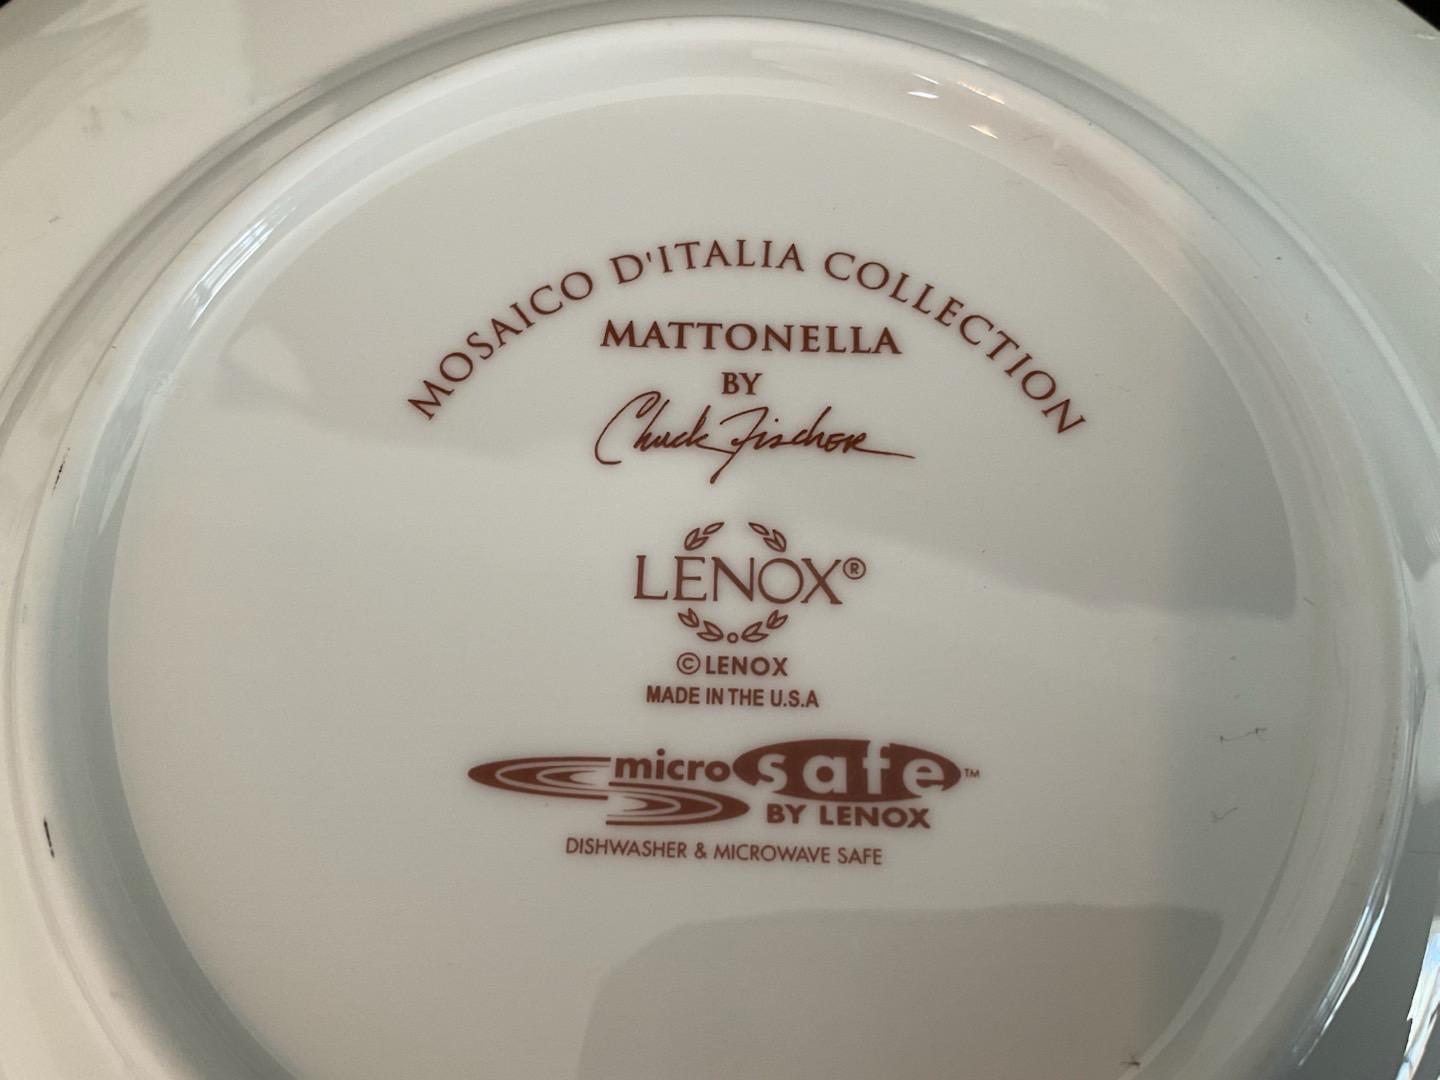 MOSAICO D'ITALIA COLLECTION
MATTONELLA
BY
Chuck Fischer
LENOX®
© LENOX
MADE IN THE U.S.A
micro safe™
BY LENOX
DISHWASHER & MICROWAVE SAFE